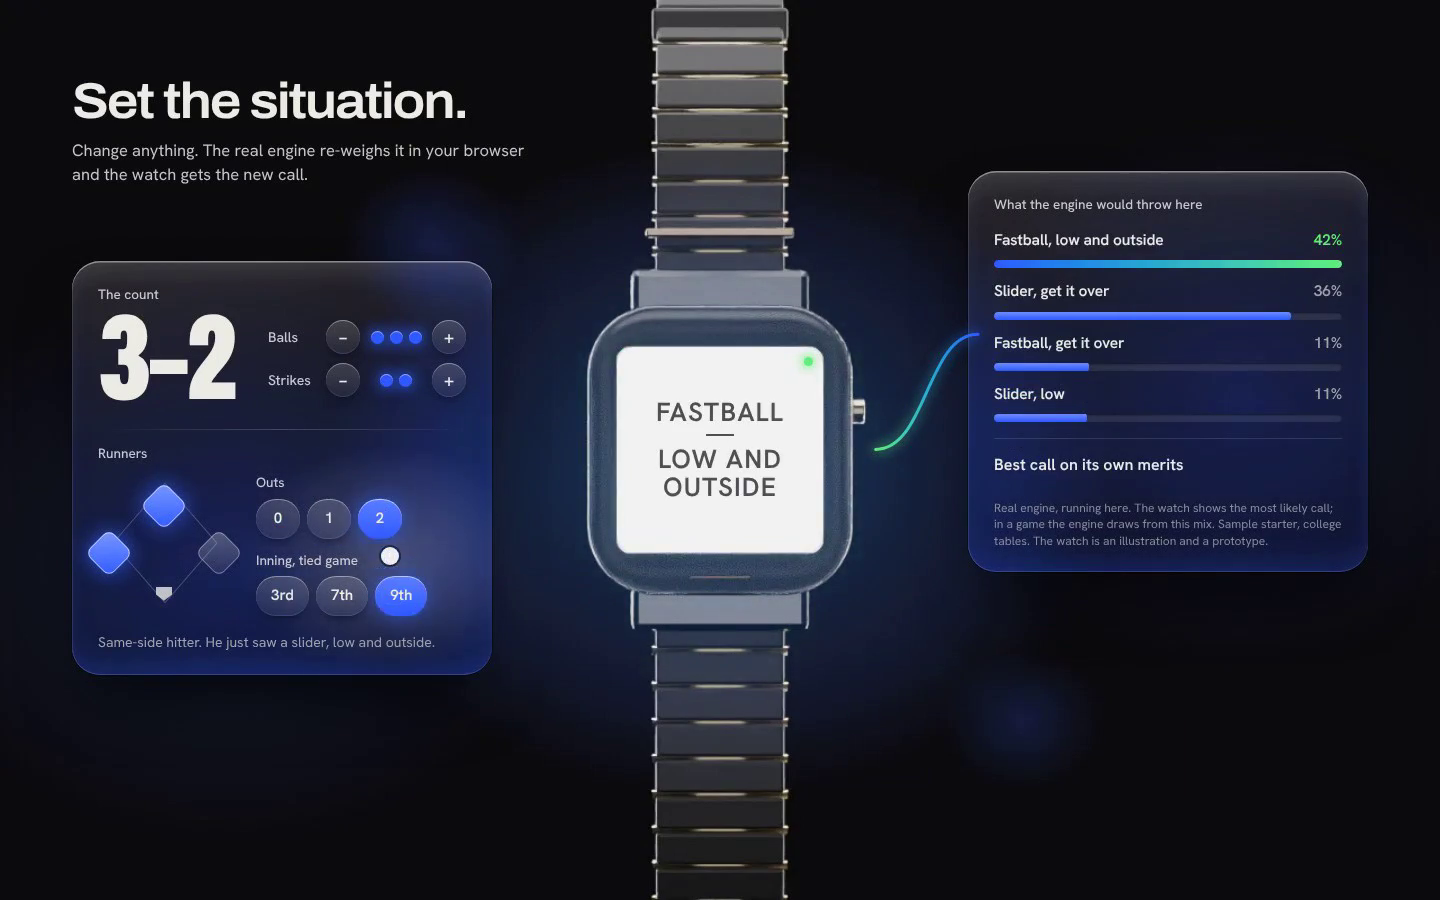 Set the situation.
Change anything. The real engine re-weighs it in your browser
and the watch gets the new call.
The count
3–2
Balls
–
+
Strikes
–
+
Runners
Outs
0 1 2
Inning, tied game
3rd 7th 9th
Same-side hitter. He just saw a slider, low and outside.
FASTBALL
LOW AND
OUTSIDE
What the engine would throw here
Fastball, low and outside 42%
Slider, get it over 36%
Fastball, get it over 11%
Slider, low 11%
Best call on its own merits
Real engine, running here. The watch shows the most likely call;
in a game the engine draws from this mix. Sample starter, college
tables. The watch is an illustration and a prototype.